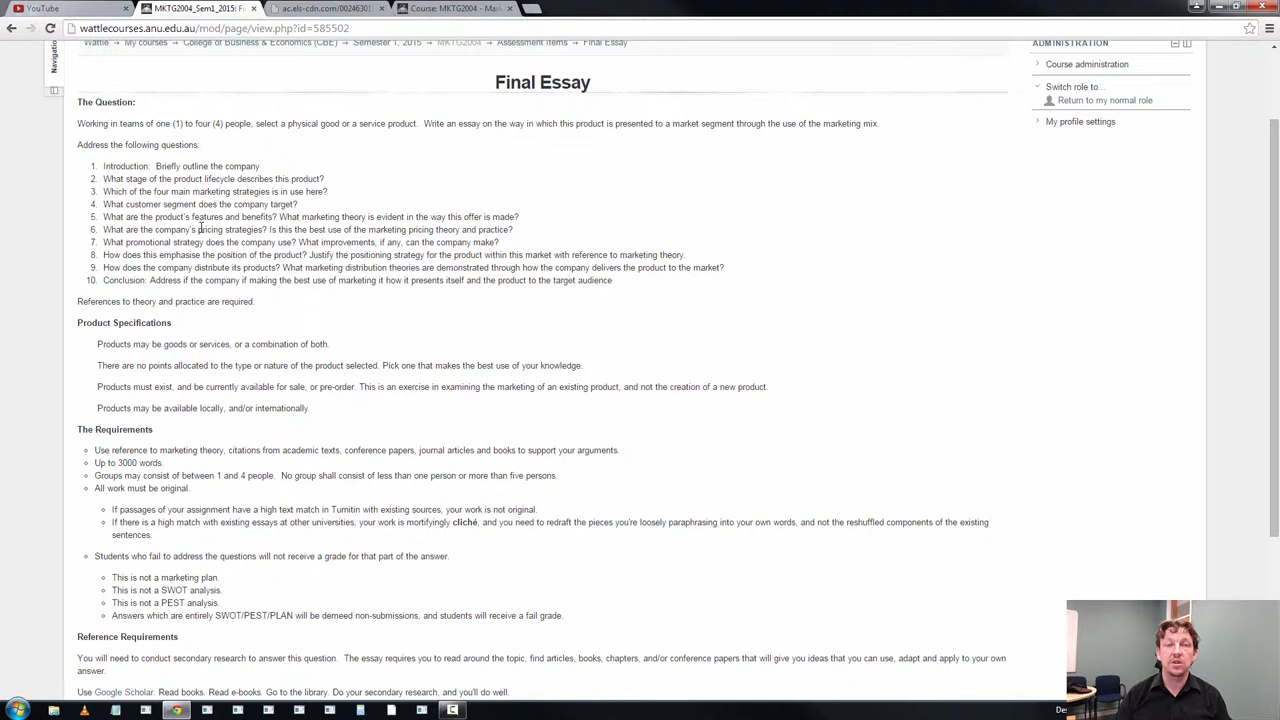 YouTube
MKTG2004_Sem1_2015: F
ac.els-cdn.com/00246301
Course: MKTG2004 - Mark
wattlecourses.anu.edu.au/mod/page/view.php?id=585502
Wattle → My courses → College of Business & Economics (CBE) → Semester 1, 2015 → MKTG2004 → Assessment Items → Final Essay
Navigation
ADMINISTRATION
Course administration
Switch role to...
Return to my normal role
My profile settings
Final Essay
The Question:
Working in teams of one (1) to four (4) people, select a physical good or a service product. Write an essay on the way in which this product is presented to a market segment through the use of the marketing mix.
Address the following questions:
1. Introduction: Briefly outline the company
2. What stage of the product lifecycle describes this product?
3. Which of the four main marketing strategies is in use here?
4. What customer segment does the company target?
5. What are the product's features and benefits? What marketing theory is evident in the way this offer is made?
6. What are the company's pricing strategies? Is this the best use of the marketing pricing theory and practice?
7. What promotional strategy does the company use? What improvements, if any, can the company make?
8. How does this emphasise the position of the product? Justify the positioning strategy for the product within this market with reference to marketing theory.
9. How does the company distribute its products? What marketing distribution theories are demonstrated through how the company delivers the product to the market?
10. Conclusion: Address if the company if making the best use of marketing it how it presents itself and the product to the target audience
References to theory and practice are required.
Product Specifications
Products may be goods or services, or a combination of both.
There are no points allocated to the type or nature of the product selected. Pick one that makes the best use of your knowledge.
Products must exist, and be currently available for sale, or pre-order. This is an exercise in examining the marketing of an existing product, and not the creation of a new product.
Products may be available locally, and/or internationally.
The Requirements
Use reference to marketing theory, citations from academic texts, conference papers, journal articles and books to support your arguments.
Up to 3000 words.
Groups may consist of between 1 and 4 people. No group shall consist of less than one person or more than five persons.
All work must be original.
If passages of your assignment have a high text match in Turnitin with existing sources, your work is not original.
If there is a high match with existing essays at other universities, your work is mortifyingly cliché, and you need to redraft the pieces you're loosely paraphrasing into your own words, and not the reshuffled components of the existing
sentences.
Students who fail to address the questions will not receive a grade for that part of the answer.
This is not a marketing plan.
This is not a SWOT analysis.
This is not a PEST analysis.
Answers which are entirely SWOT/PEST/PLAN will be demeed non-submissions, and students will receive a fail grade.
Reference Requirements
You will need to conduct secondary research to answer this question. The essay requires you to read around the topic, find articles, books, chapters, and/or conference papers that will give you ideas that you can use, adapt and apply to your own
answer.
Use Google Scholar. Read books. Read e-books. Go to the library. Do your secondary research, and you'll do well.